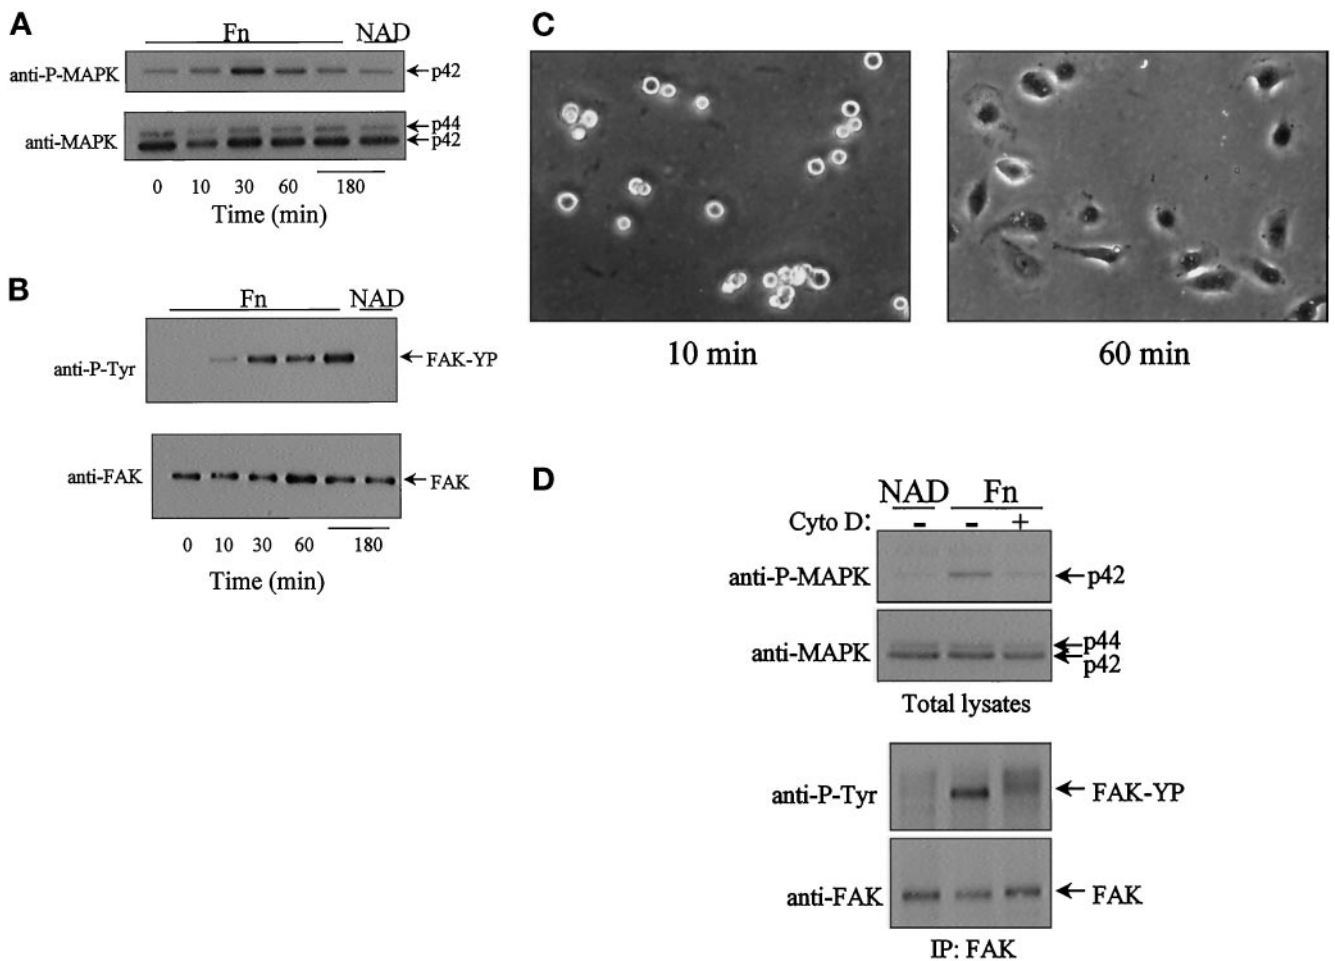 A
Fn NAD
anti-P-MAPK p42
anti-MAPK p44
p42
0 10 30 60 180
Time (min)
B
Fn NAD
anti-P-Tyr FAK-YP
anti-FAK FAK
0 10 30 60 180
Time (min)
C
10 min 60 min
D
NAD Fn
Cyto D: - - +
anti-P-MAPK p42
anti-MAPK p44
p42
Total lysates
anti-P-Tyr FAK-YP
anti-FAK FAK
IP: FAK